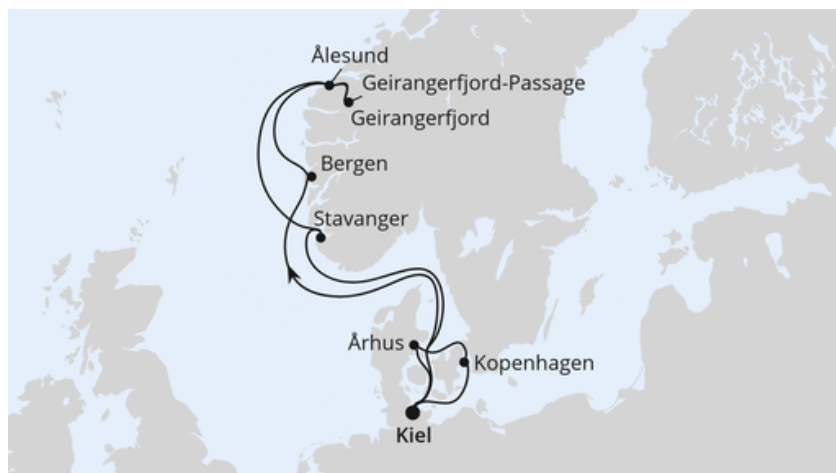 Ålesund
Geirangerfjord-Passage
Geirangerfjord
Bergen
Stavanger
Århus
Kopenhagen
Kiel